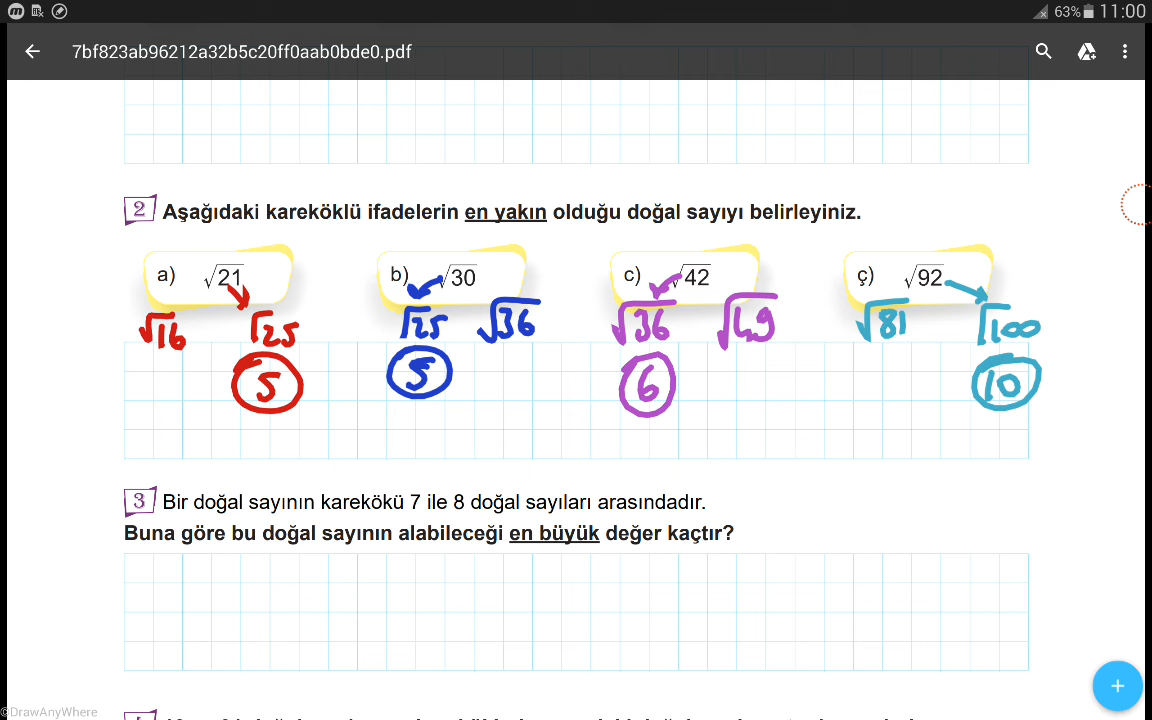 63% 11:00
7bf823ab96212a32b5c20ff0aab0bde0.pdf
2 Aşağıdaki kareköklü ifadelerin en yakın olduğu doğal sayıyı belirleyiniz.
a) √21 b) √30 c) √42 ç) √92
√16 √25 √25 √36 √36 √49 √81 √100
5 5 6 10
3 Bir doğal sayının karekökü 7 ile 8 doğal sayıları arasındadır.
Buna göre bu doğal sayının alabileceği en büyük değer kaçtır?
+
©DrawAnyWhere